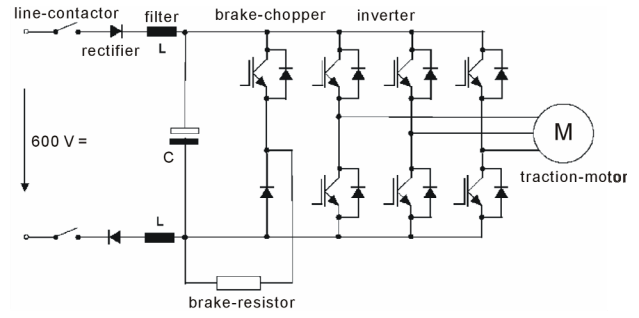 line-contactor
filter
brake-chopper
inverter
rectifier
L
600 V =
C
M
traction-motor
L
brake-resistor